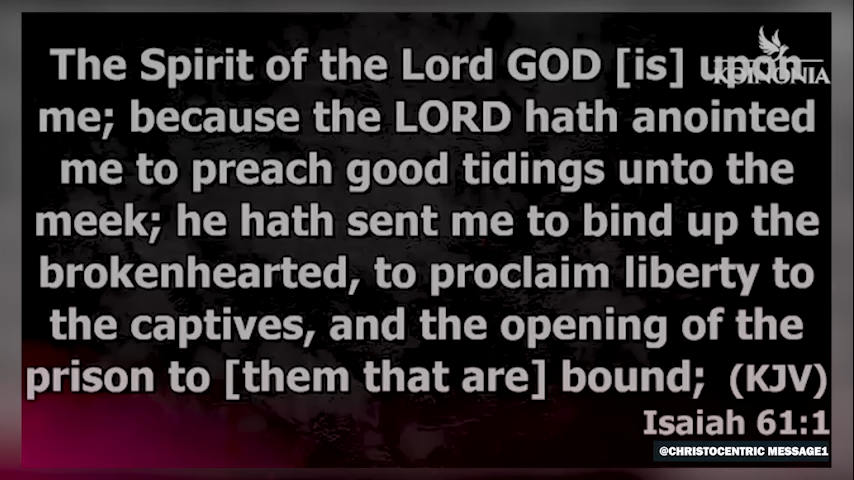 The Spirit of the Lord GOD [is] upon
KOINONIA
me; because the LORD hath anointed
me to preach good tidings unto the
meek; he hath sent me to bind up the
brokenhearted, to proclaim liberty to
the captives, and the opening of the
prison to [them that are] bound; (KJV)
Isaiah 61:1
@CHRISTOCENTRIC MESSAGE1